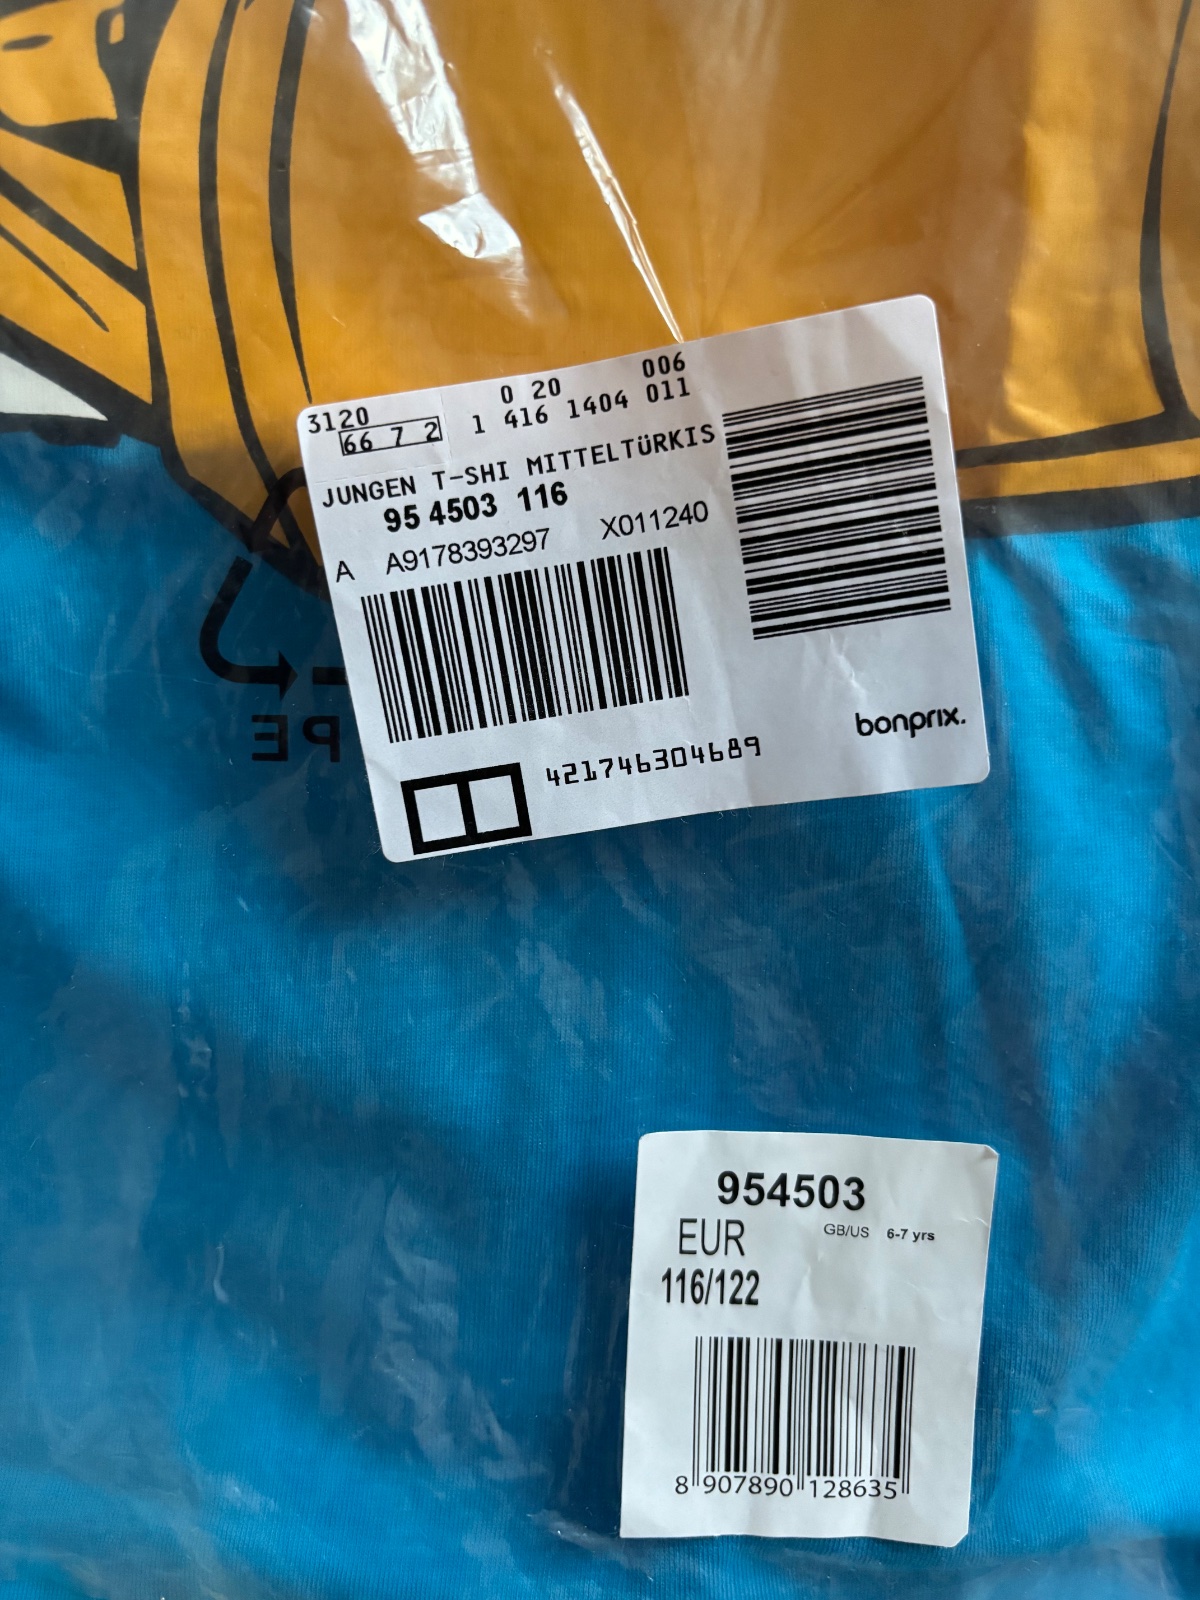 3120 0 20 006
66 7 2 1 416 1404 011
JUNGEN T-SHI MITTELTÜRKIS
95 4503 116
A A9178393297 X011240
421746304689
bonprix.
PE
954503
EUR GB/US 6-7 yrs
116/122
8 907890 128635